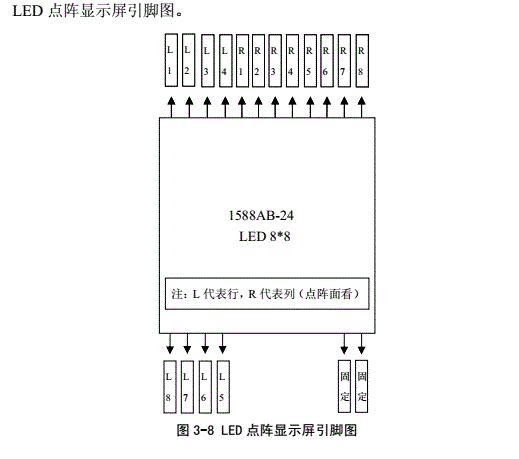 LED 点阵显示屏引脚图。
L1 L2 L3 L4 R1 R2 R3 R4 R5 R6 R7 R8
1588AB-24
LED 8*8
注：L 代表行，R 代表列（点阵面看）
L8 L7 L6 L5 固定 固定
图 3-8 LED 点阵显示屏引脚图